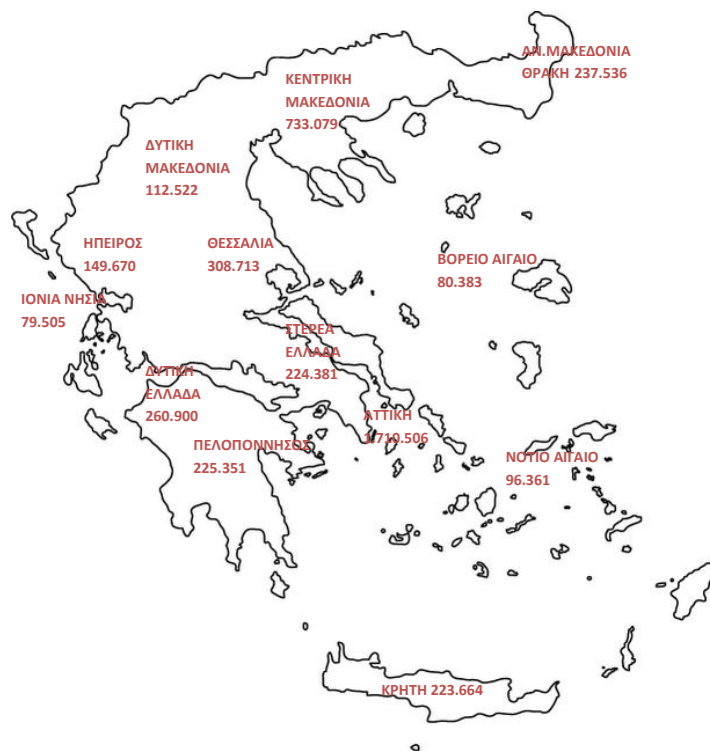 ΑΝ.ΜΑΚΕΔΟΝΙΑ
ΘΡΑΚΗ 237.536
ΚΕΝΤΡΙΚΗ
ΜΑΚΕΔΟΝΙΑ
733.079
ΔΥΤΙΚΗ
ΜΑΚΕΔΟΝΙΑ
112.522
ΗΠΕΙΡΟΣ
149.670
ΘΕΣΣΑΛΙΑ
308.713
ΒΟΡΕΙΟ ΑΙΓΑΙΟ
80.383
ΙΟΝΙΑ ΝΗΣΙΑ
79.505
ΣΤΕΡΕΑ
ΕΛΛΑΔΑ
224.381
ΔΥΤΙΚΗ
ΕΛΛΑΔΑ
260.900
ΑΤΤΙΚΗ
1.710.506
ΠΕΛΟΠΟΝΝΗΣΟΣ
225.351
ΝΟΤΙΟ ΑΙΓΑΙΟ
96.361
ΚΡΗΤΗ 223.664